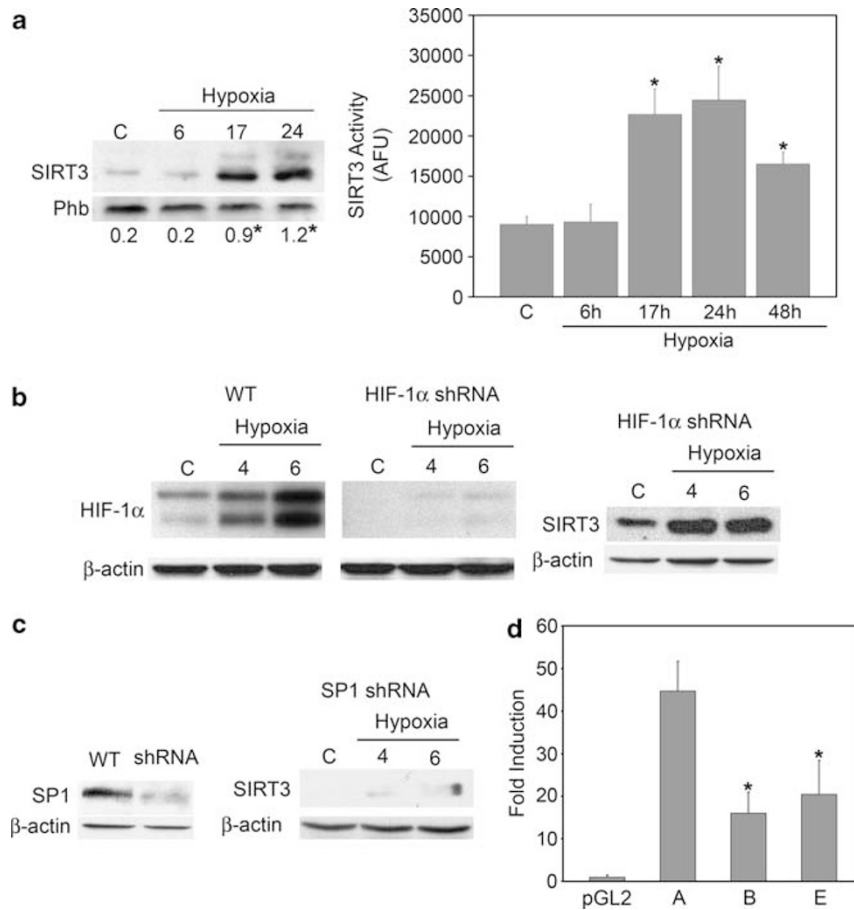 a
Hypoxia
C 6 17 24
SIRT3
Phb
0.2 0.2 0.9* 1.2*
SIRT3 Activity
(AFU)
35000
30000
25000
20000
15000
10000
5000
0
* * *
C 6h 17h 24h 48h
Hypoxia
b
WT
Hypoxia
C 4 6
HIF-1α
β-actin
HIF-1α shRNA
Hypoxia
C 4 6
HIF-1α shRNA
Hypoxia
C 4 6
SIRT3
β-actin
c
WT shRNA
SP1
β-actin
SP1 shRNA
Hypoxia
C 4 6
SIRT3
β-actin
d
Fold Induction
60
50
40
30
20
10
0
* *
pGL2 A B E